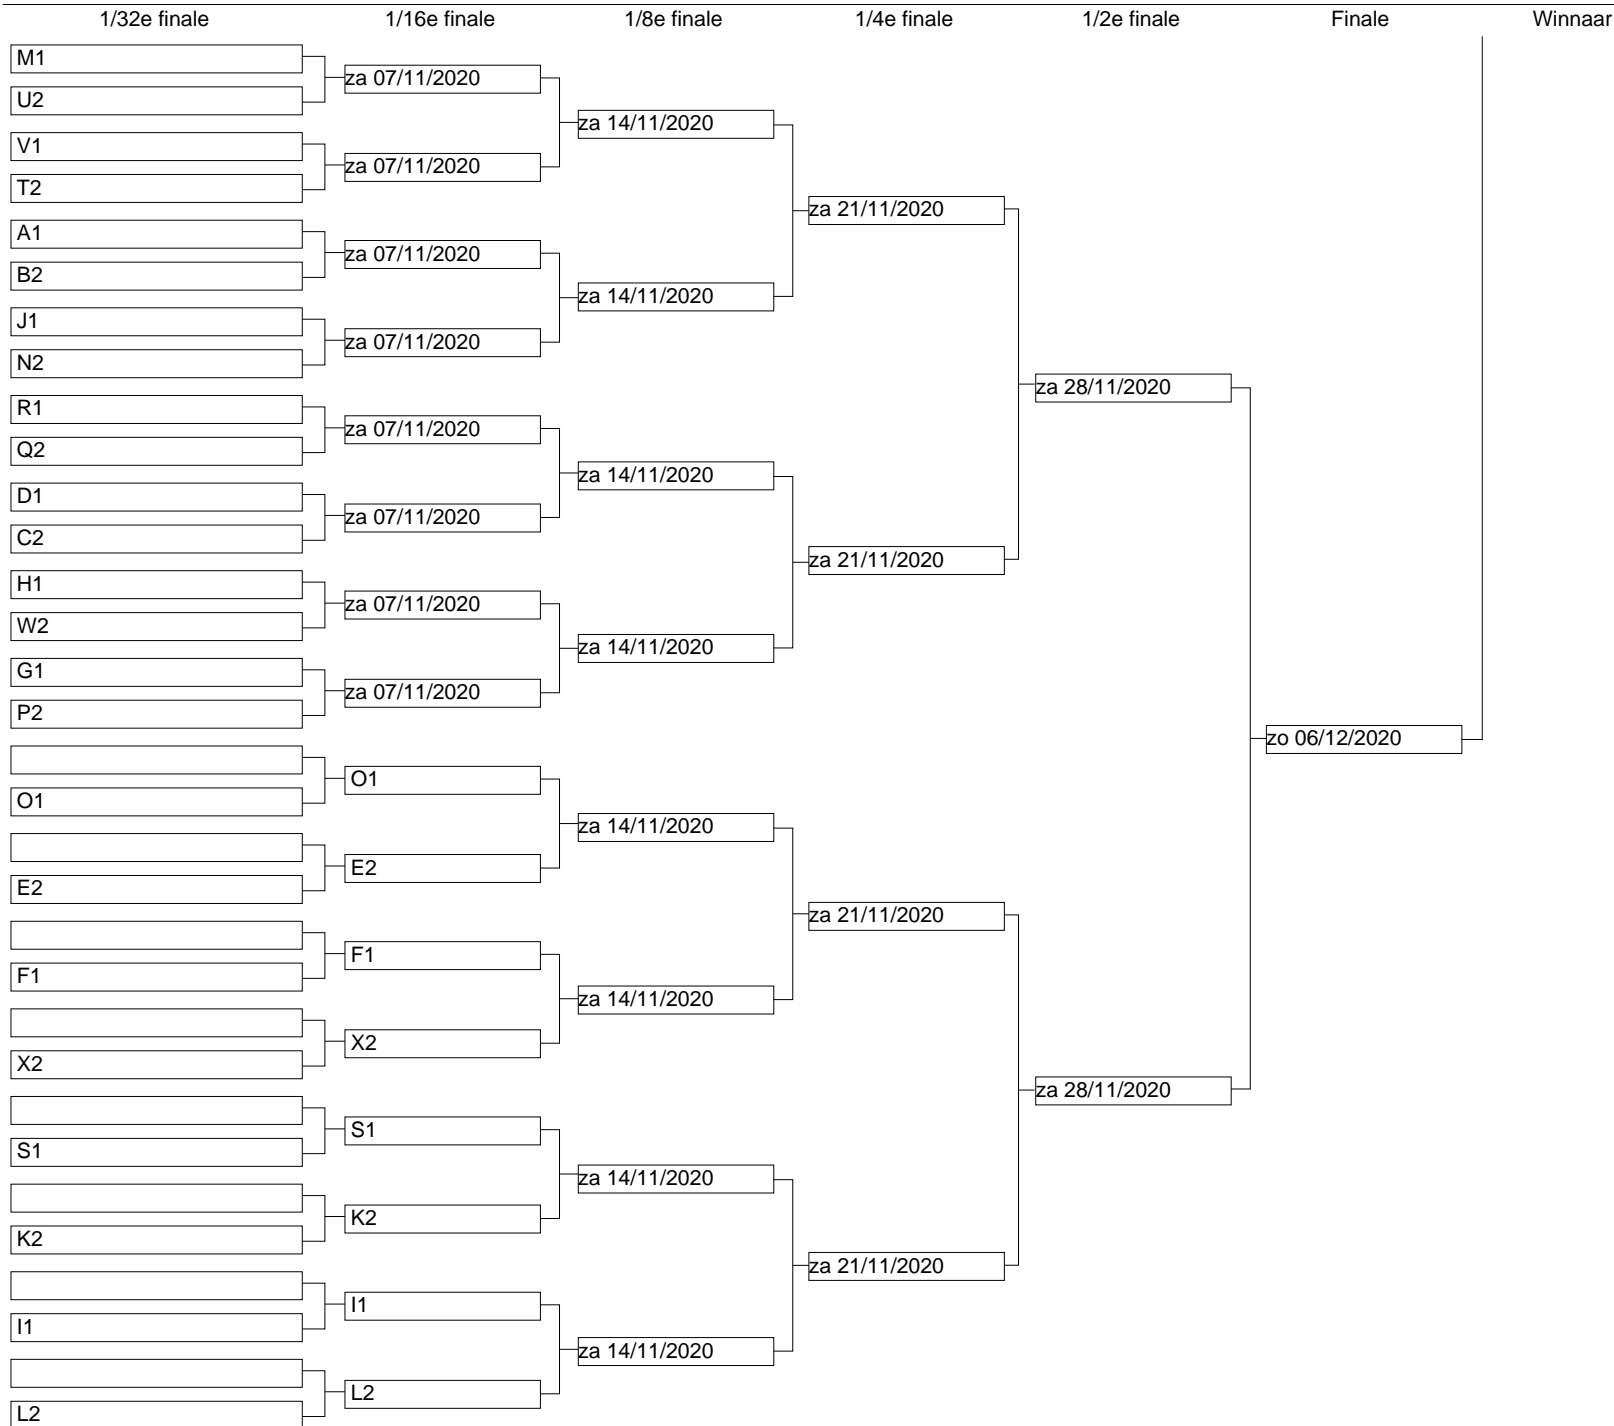 1/32e finale
1/16e finale
1/8e finale
1/4e finale
1/2e finale
Finale
Winnaar
M1
U2
V1
T2
A1
B2
J1
N2
R1
Q2
D1
C2
H1
W2
G1
P2
O1
E2
F1
X2
S1
K2
I1
L2
za 07/11/2020
za 07/11/2020
za 07/11/2020
za 07/11/2020
za 07/11/2020
za 07/11/2020
za 07/11/2020
za 07/11/2020
O1
E2
F1
X2
S1
K2
I1
L2
za 14/11/2020
za 14/11/2020
za 14/11/2020
za 14/11/2020
za 14/11/2020
za 14/11/2020
za 14/11/2020
za 14/11/2020
za 21/11/2020
za 21/11/2020
za 21/11/2020
za 21/11/2020
za 28/11/2020
za 28/11/2020
zo 06/12/2020